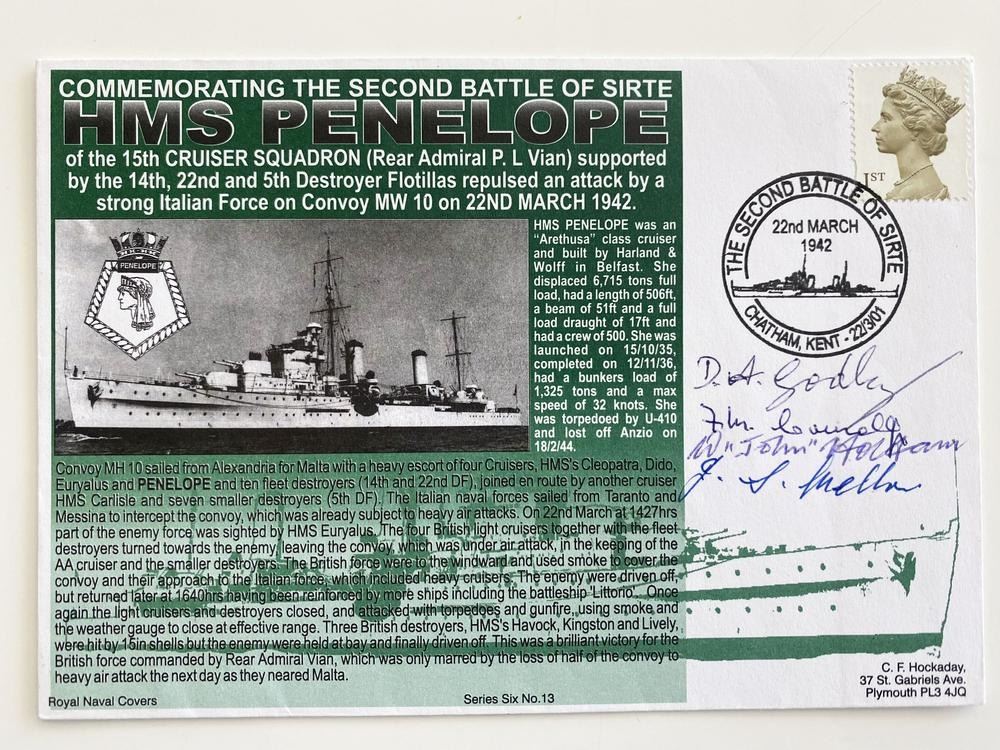 COMMEMORATING THE SECOND BATTLE OF SIRTE
HMS PENELOPE
of the 15th CRUISER SQUADRON (Rear Admiral P. L Vian) supported
by the 14th, 22nd and 5th Destroyer Flotillas repulsed an attack by a
strong Italian Force on Convoy MW 10 on 22ND MARCH 1942.
PENELOPE
HMS PENELOPE was an
"Arethusa" class cruiser
and built by Harland &
Wolff in Belfast. She
displaced 6,715 tons full
load, had a length of 506ft,
a beam of 51ft and a full
load draught of 17ft and
had a crew of 500. She was
launched on 15/10/35,
completed on 12/11/36,
had a bunkers load of
1,325 tons and a max
speed of 32 knots. She
was torpedoed by U-410
and lost off Anzio on
18/2/44.
Convoy MH 10 sailed from Alexandria for Malta with a heavy escort of four Cruisers, HMS's Cleopatra, Dido,
Euryalus and PENELOPE and ten fleet destroyers (14th and 22nd DF), joined en route by another cruiser
HMS Carlisle and seven smaller destroyers (5th DF). The Italian naval forces sailed from Taranto and
Messina to intercept the convoy, which was already subject to heavy air attacks. On 22nd March at 1427hrs
part of the enemy force was sighted by HMS Euryalus. The four British light cruisers together with the fleet
destroyers turned towards the enemy, leaving the convoy, which was under air attack, in the keeping of the
AA cruiser and the smaller destroyers. The British force were to the windward and used smoke to cover the
convoy and their approach to the Italian force, which included heavy cruisers. The enemy were driven off,
but returned later at 1640hrs having been reinforced by more ships including the battleship 'Littorio'. Once
again the light cruisers and destroyers closed, and attacked with torpedoes and gunfire, using smoke and
the weather gauge to close at effective range. Three British destroyers, HMS's Havock, Kingston and Lively,
were hit by 15in shells but the enemy were held at bay and finally driven off. This was a brilliant victory for the
British force commanded by Rear Admiral Vian, which was only marred by the loss of half of the convoy to
heavy air attack the next day as they neared Malta.
Royal Naval Covers
Series Six No.13
1ST
THE SECOND BATTLE OF SIRTE
22nd MARCH
1942
CHATHAM, KENT - 22/3/01
D. A.
W "John"
J. S.
C. F. Hockaday,
37 St. Gabriels Ave.
Plymouth PL3 4JQ